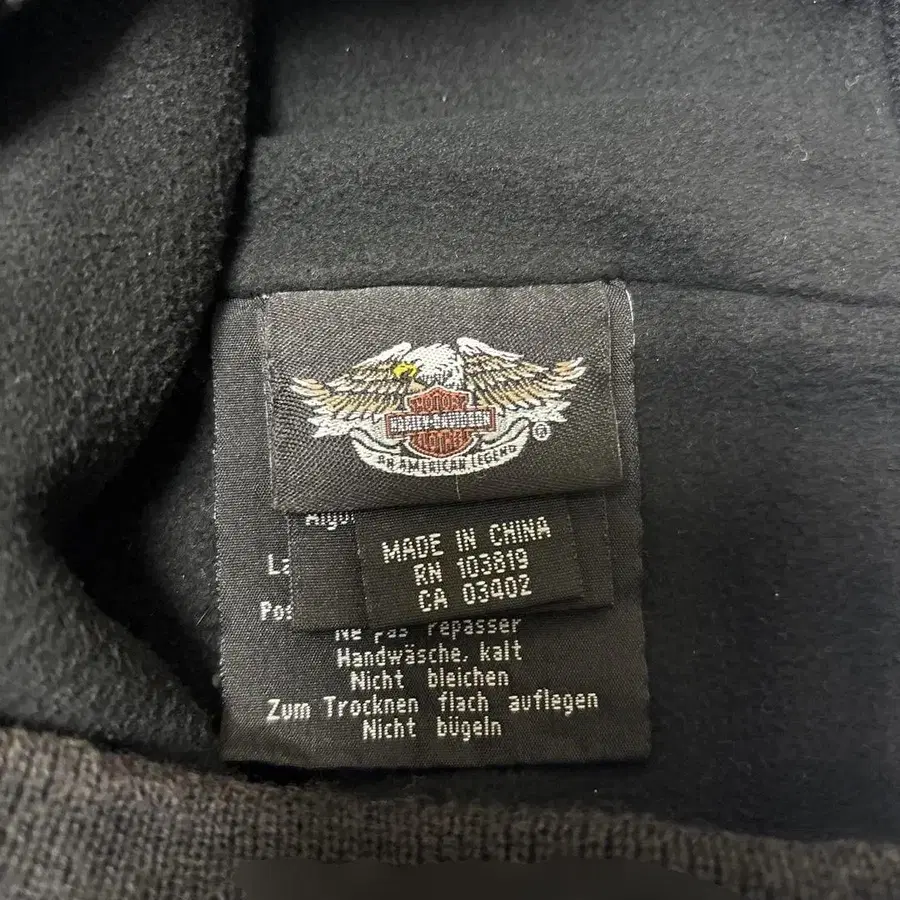 MOTOR
HARLEY-DAVIDSON
CLOTHES
®
AN AMERICAN LEGEND
MADE IN CHINA
RN 103819
CA 03402
Ne pas repasser
Handwäsche, kalt
Nicht bleichen
Zum Trocknen flach auflegen
Nicht bügeln